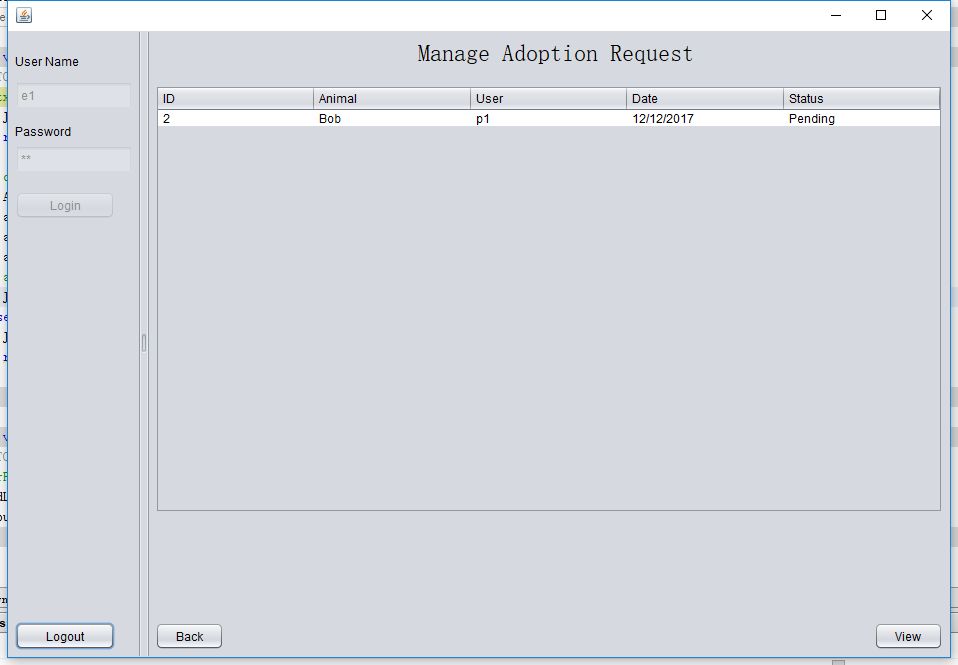 User Name
e1
Password
**
Login
Logout
Manage Adoption Request
ID Animal User Date Status
2 Bob p1 12/12/2017 Pending
Back
View